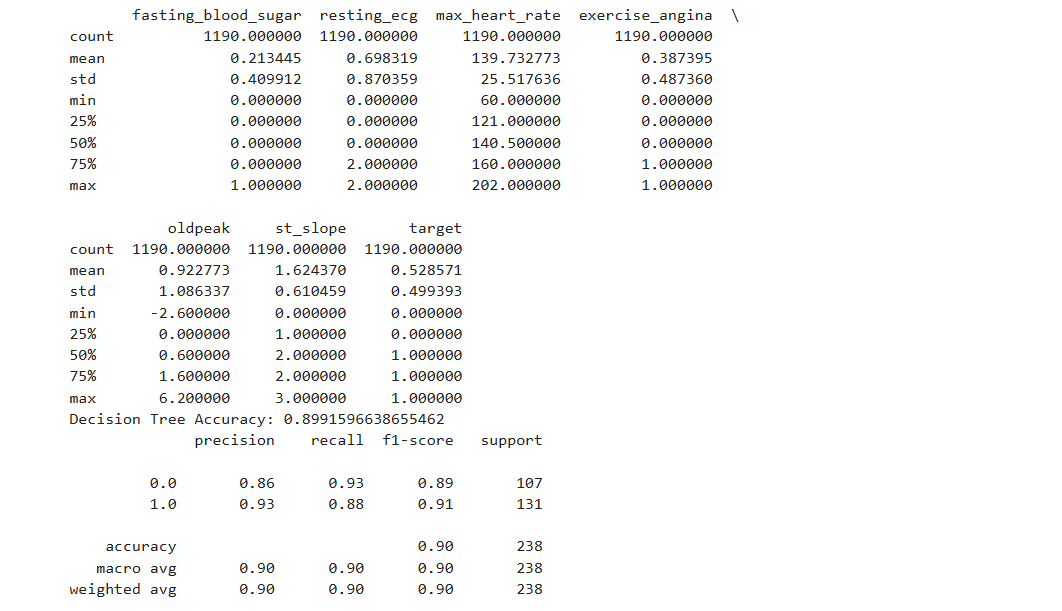 fasting_blood_sugar resting_ecg max_heart_rate exercise_angina \
count 1190.000000 1190.000000 1190.000000 1190.000000
mean 0.213445 0.698319 139.732773 0.387395
std 0.409912 0.870359 25.517636 0.487360
min 0.000000 0.000000 60.000000 0.000000
25% 0.000000 0.000000 121.000000 0.000000
50% 0.000000 0.000000 140.500000 0.000000
75% 0.000000 2.000000 160.000000 1.000000
max 1.000000 2.000000 202.000000 1.000000
oldpeak st_slope target
count 1190.000000 1190.000000 1190.000000
mean 0.922773 1.624370 0.528571
std 1.086337 0.610459 0.499393
min -2.600000 0.000000 0.000000
25% 0.000000 1.000000 0.000000
50% 0.600000 2.000000 1.000000
75% 1.600000 2.000000 1.000000
max 6.200000 3.000000 1.000000
Decision Tree Accuracy: 0.8991596638655462
precision recall f1-score support
0.0 0.86 0.93 0.89 107
1.0 0.93 0.88 0.91 131
accuracy 0.90 238
macro avg 0.90 0.90 0.90 238
weighted avg 0.90 0.90 0.90 238